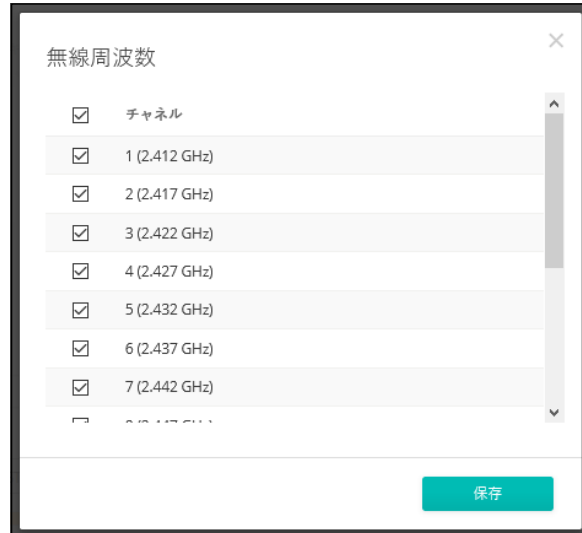 無線周波数
チャネル
1 (2.412 GHz)
2 (2.417 GHz)
3 (2.422 GHz)
4 (2.427 GHz)
5 (2.432 GHz)
6 (2.437 GHz)
7 (2.442 GHz)
保存